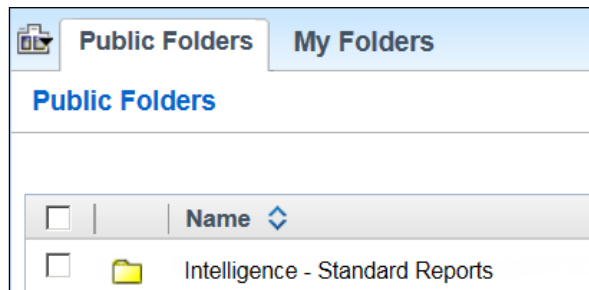 Public Folders My Folders
Public Folders
Name
Intelligence - Standard Reports